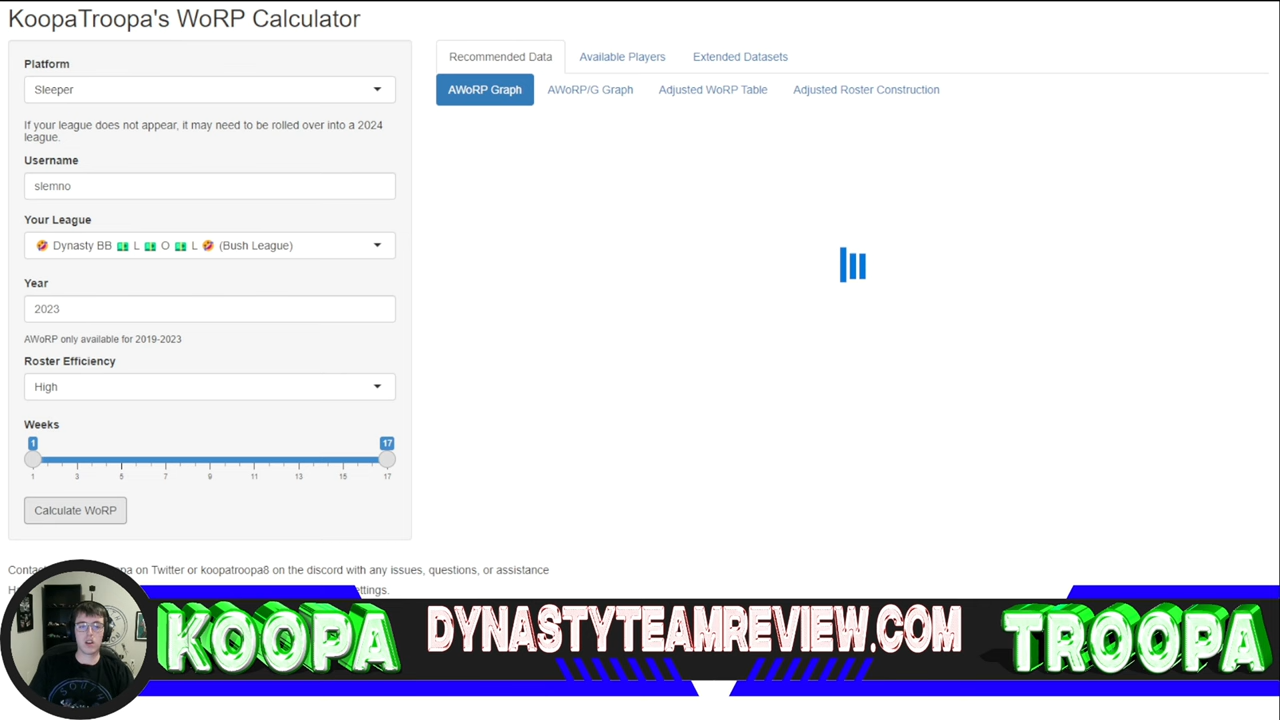 KoopaTroopa's WoRP Calculator
Platform
Sleeper
If your league does not appear, it may need to be rolled over into a 2024
league.
Username
slemno
Your League
🤣 Dynasty BB 💵 L 💵 O 💵 L 🤣 (Bush League)
Year
2023
AWoRP only available for 2019-2023
Roster Efficiency
High
Weeks
1 17
1 3 5 7 9 11 13 15 17
Calculate WoRP
Recommended Data Available Players Extended Datasets
AWoRP Graph AWoRP/G Graph Adjusted WoRP Table Adjusted Roster Construction
on Twitter or koopatroopa8 on the discord with any issues, questions, or assistance
KOOPA DYNASTYTEAMREVIEW.COM TROOPA
SOUTH